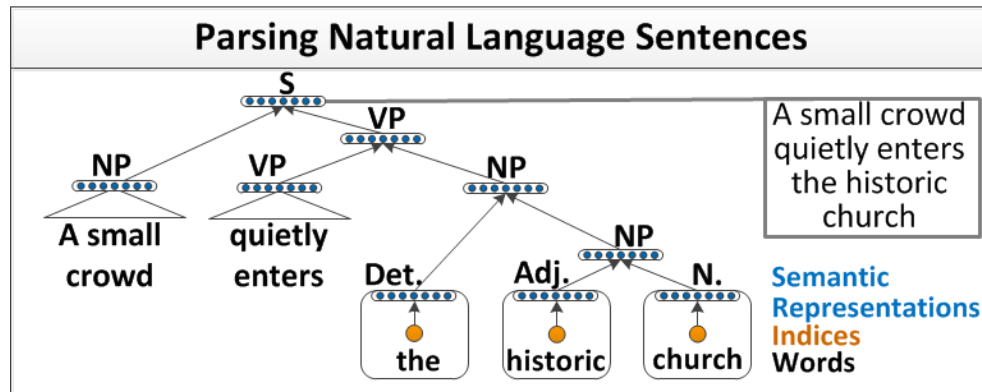 Parsing Natural Language Sentences
S
VP
NP
VP
NP
NP
A small
crowd
quietly
enters
Det.
Adj.
N.
the
historic
church
A small crowd
quietly enters
the historic
church
Semantic
Representations
Indices
Words